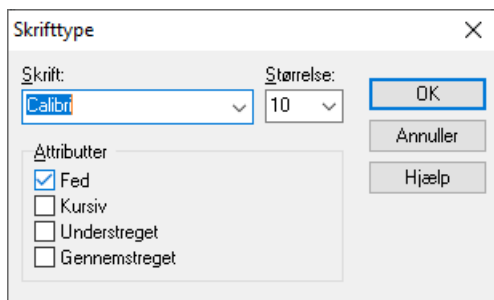 Skrifttype
Skrift:
Størrelse:
Calibri
10
OK
Annuller
Hjælp
Attributter
Fed
Kursiv
Understreget
Gennemstreget